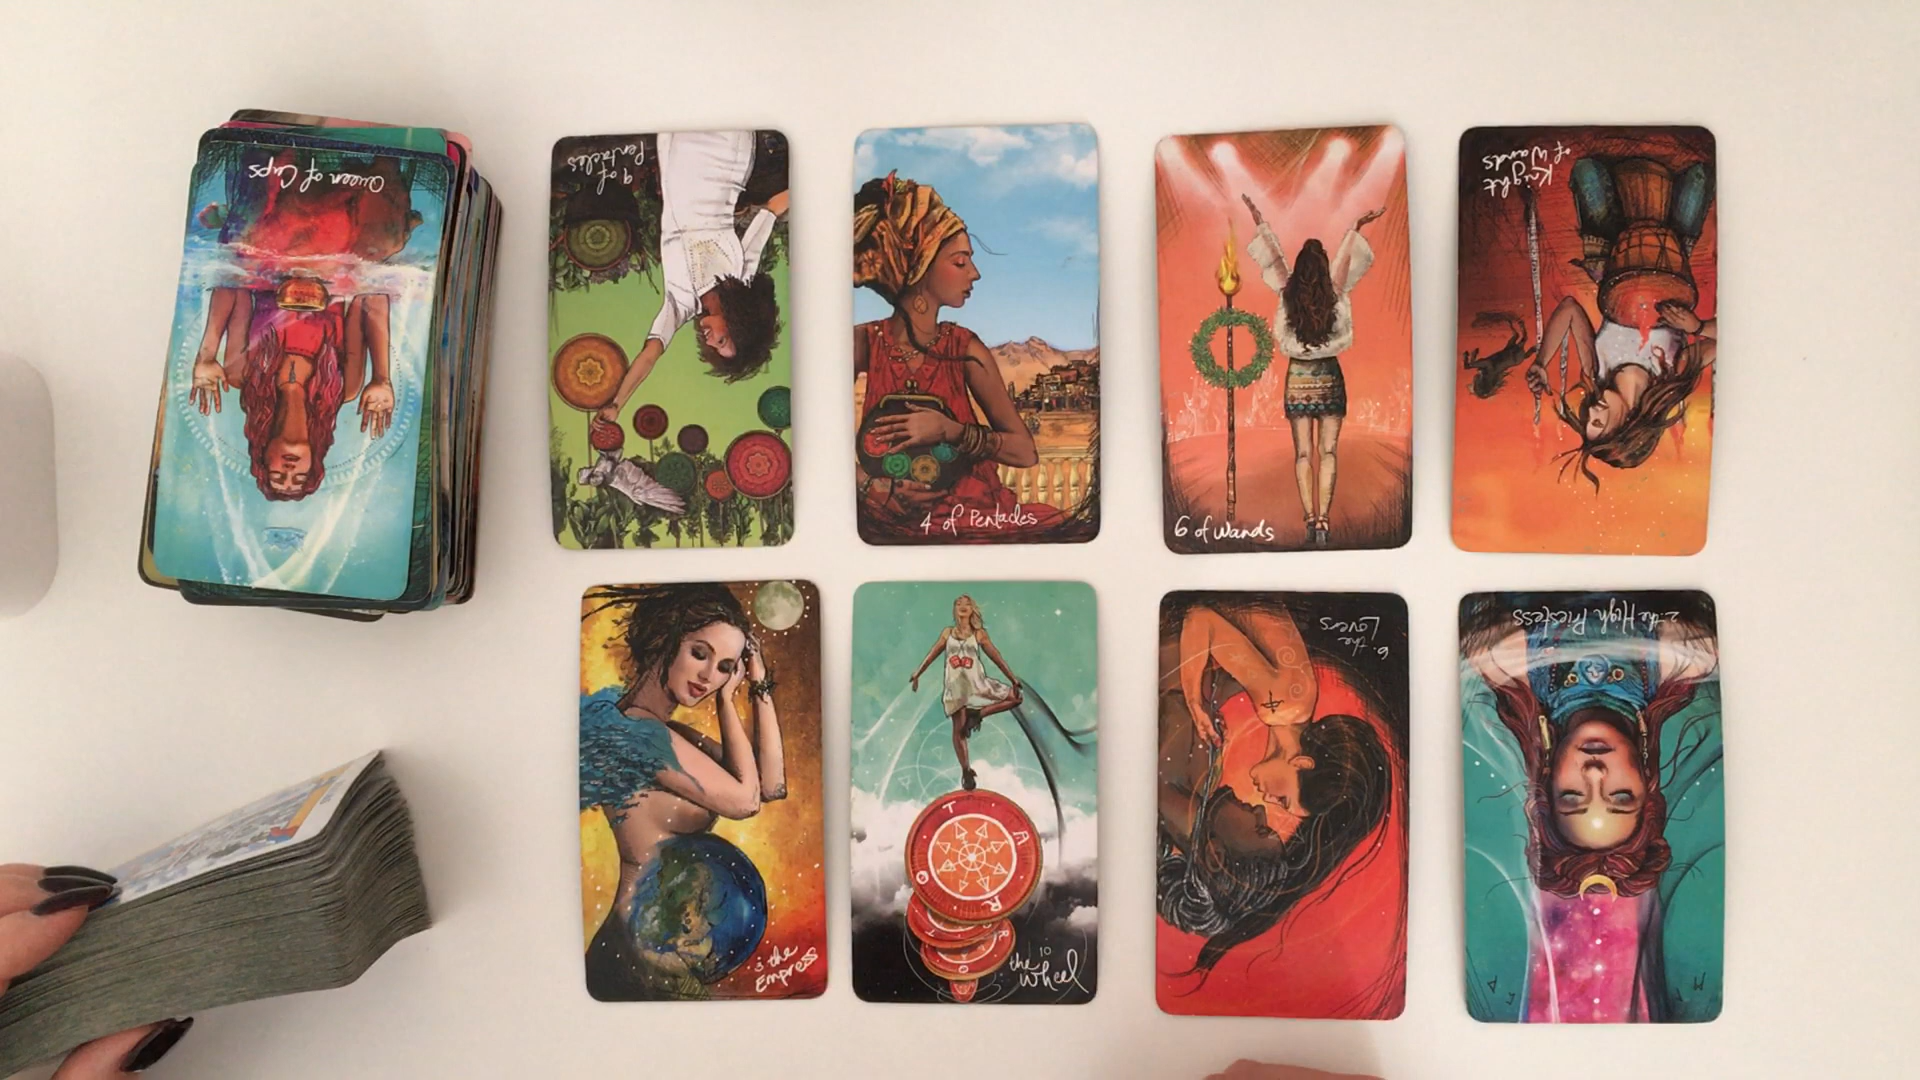 Queen of Cups
9 of
Pentacles
4 of Pentacles
6 of Wands
Knight
of Wands
3 the
Empress
T A R O
10
the Wheel
6. the
Lovers
2. the High Priestess